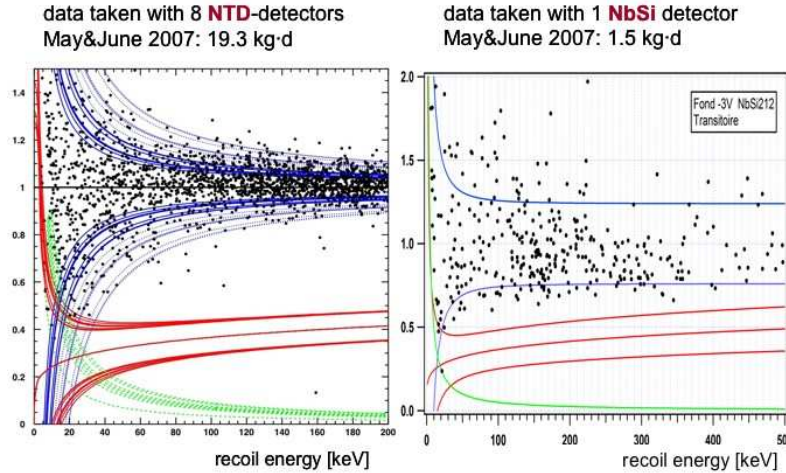 data taken with 8 NTD-detectors
May&June 2007: 19.3 kg·d
data taken with 1 NbSi detector
May&June 2007: 1.5 kg·d
1.4
1.2
1
0.8
0.6
0.4
0.2
0
0 20 40 60 80 100 120 140 160 180 200
recoil energy [keV]
2.0
Fond -3V NbSi212
Transitoire
1.5
1.0
0.5
0.0
0 100 200 300 400 500
recoil energy [keV]